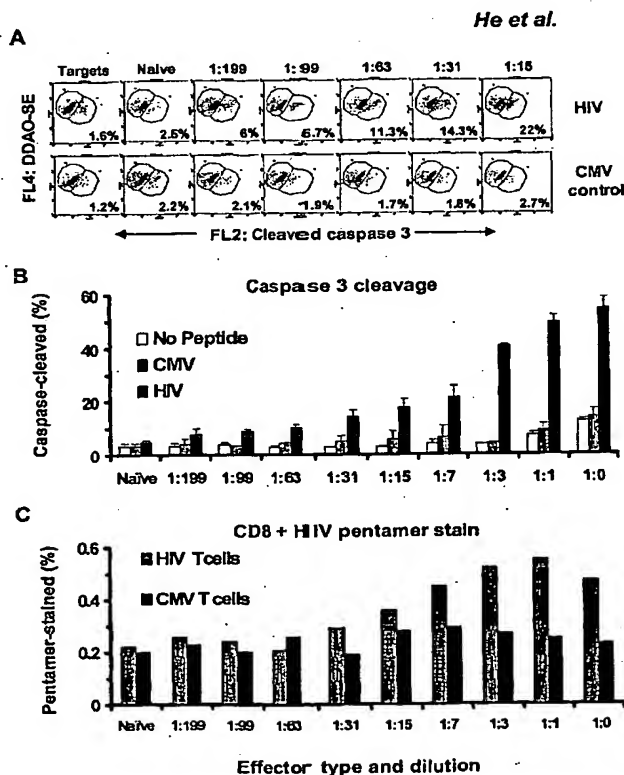 He et al.
A
Targets Naive 1:199 1:99 1:63 1:31 1:15
FL4: DDAO-SE
1.6% 2.5% 6% 5.7% 11.3% 14.3% 22%
HIV
1.2% 2.2% 2.1% 1.9% 1.7% 1.8% 2.7%
CMV
control
FL2: Cleaved caspase 3
B
Caspase 3 cleavage
Caspase-cleaved (%)
60
40
20
0
No Peptide
CMV
HIV
Naïve 1:199 1:99 1:63 1:31 1:15 1:7 1:3 1:1 1:0
C
CD8 + HIIV pentamer stain
Pentamer-stained (%)
0.6
0.4
0.2
0
HIV Tcells
CMV T cells
Naïve 1:199 1:99 1:63 1:31 1:15 1:7 1:3 1:1 1:0
Effector type and dilution